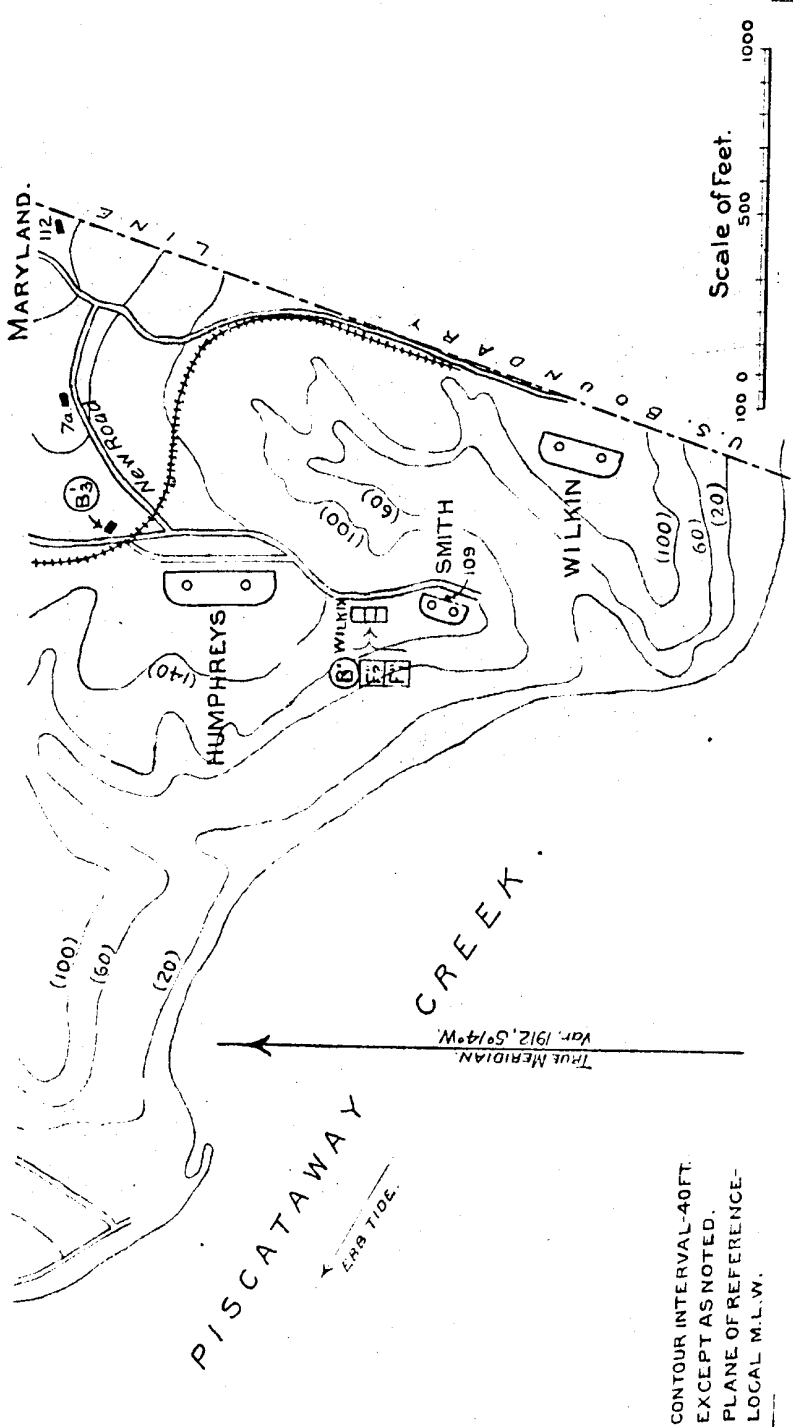 MARYLAND.
112
7a
NEW ROAD
B'3
U.S. BOUNDARY LINE
(140)
HUMPHREYS
WILKIN
B'
SMITH
109
(100)
(60)
WILKIN
(100)
60)
(20)
(100)
(60)
(20)
PISCATAWAY
CREEK.
EBB TIDE.
TRUE MERIDIAN.
Var. 1912, 5°14°W.
Scale of Feet.
100 0 500 1000
CONTOUR INTERVAL-40FT.
EXCEPT AS NOTED.
PLANE OF REFERENCE-
LOCAL M.L.W.